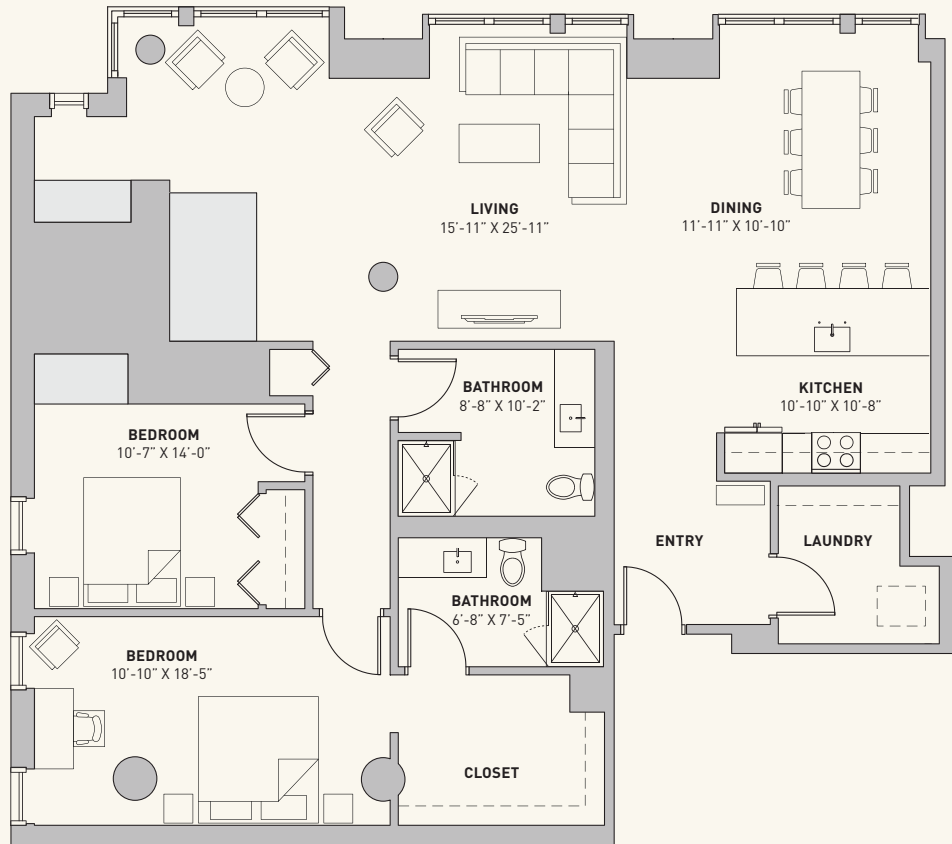 LIVING
15'-11" X 25'-11"
DINING
11'-11" X 10'-10"
BATHROOM
8'-8" X 10'-2"
KITCHEN
10'-10" X 10'-8"
BEDROOM
10'-7" X 14'-0"
ENTRY
LAUNDRY
BATHROOM
6'-8" X 7'-5"
BEDROOM
10'-10" X 18'-5"
CLOSET